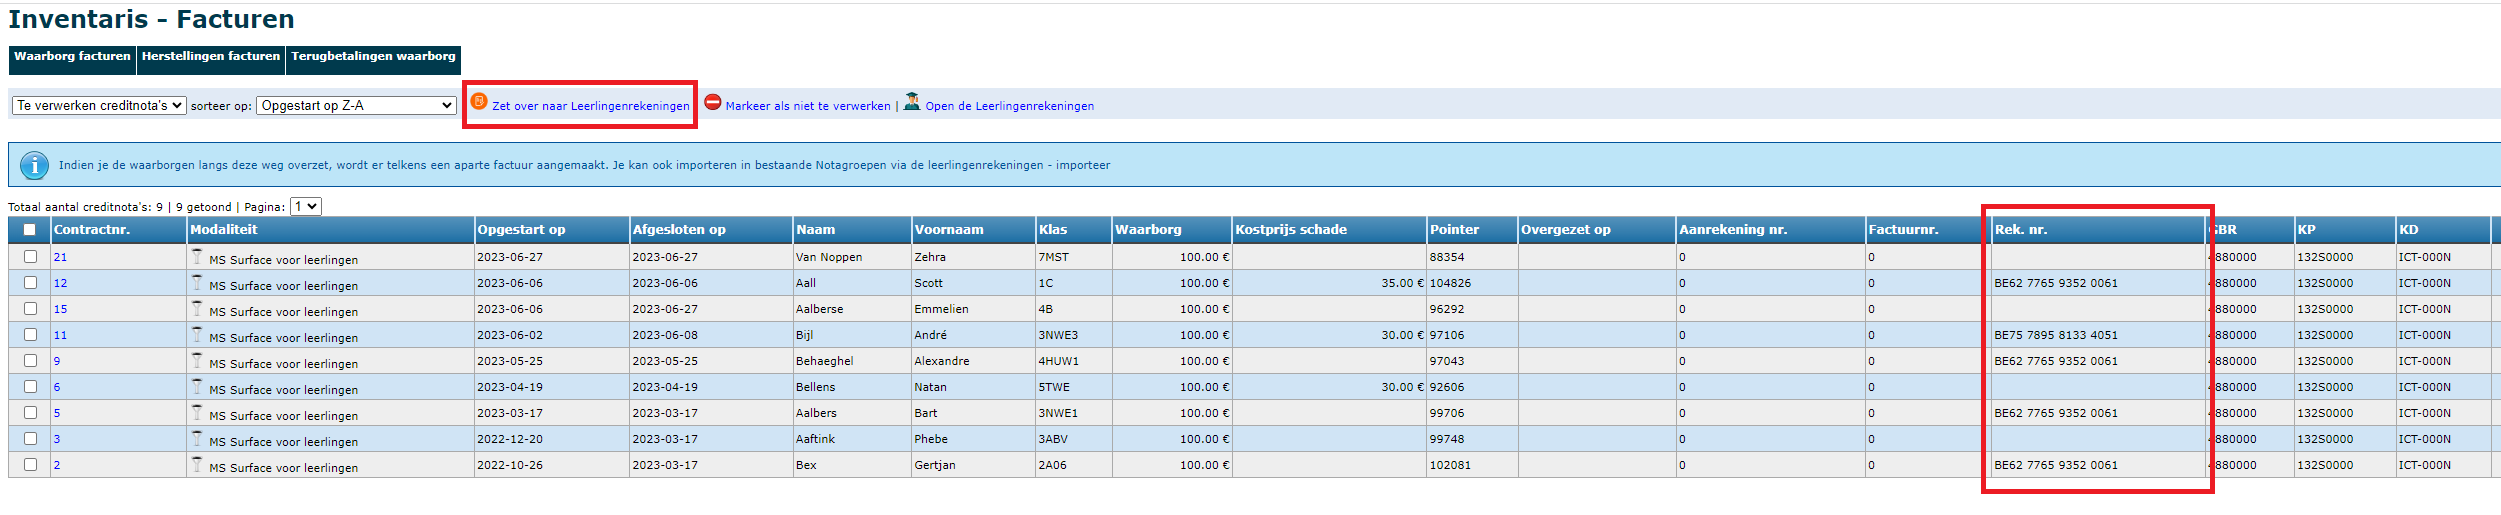 Inventaris - Facturen
Waarborg facturen Herstellingen facturen Terugbetalingen waarborg
Te verwerken creditnota's sorteer op: Opgestart op Z-A Zet over naar Leerlingenrekeningen Markeer als niet te verwerken | Open de Leerlingenrekeningen
Indien je de waarborgen langs deze weg overzet, wordt er telkens een aparte factuur aangemaakt. Je kan ook importeren in bestaande Notagroepen via de leerlingenrekeningen - importeer
Totaal aantal creditnota's: 9 | 9 getoond | Pagina: 1
Contractnr. Modaliteit Opgestart op Afgesloten op Naam Voornaam Klas Waarborg Kostprijs schade Pointer Overgezet op Aanrekening nr. Factuurnr. Rek. nr. GBR KP KD
21 MS Surface voor leerlingen 2023-06-27 2023-06-27 Van Noppen Zehra 7MST 100.00 € 88354 0 0 4880000 132S0000 ICT-000N
12 MS Surface voor leerlingen 2023-06-06 2023-06-06 Aall Scott 1C 100.00 € 35.00 € 104826 0 0 BE62 7765 9352 0061 4880000 132S0000 ICT-000N
15 MS Surface voor leerlingen 2023-06-06 2023-06-27 Aalberse Emmelien 4B 100.00 € 96292 0 0 4880000 132S0000 ICT-000N
11 MS Surface voor leerlingen 2023-06-02 2023-06-08 Bijl André 3NWE3 100.00 € 30.00 € 97106 0 0 BE75 7895 8133 4051 4880000 132S0000 ICT-000N
9 MS Surface voor leerlingen 2023-05-25 2023-05-25 Behaeghel Alexandre 4HUW1 100.00 € 97043 0 0 BE62 7765 9352 0061 4880000 132S0000 ICT-000N
6 MS Surface voor leerlingen 2023-04-19 2023-04-19 Bellens Natan 5TWE 100.00 € 30.00 € 92606 0 0 4880000 132S0000 ICT-000N
5 MS Surface voor leerlingen 2023-03-17 2023-03-17 Aalbers Bart 3NWE1 100.00 € 99706 0 0 BE62 7765 9352 0061 4880000 132S0000 ICT-000N
3 MS Surface voor leerlingen 2022-12-20 2023-03-17 Aaftink Phebe 3ABV 100.00 € 99748 0 0 4880000 132S0000 ICT-000N
2 MS Surface voor leerlingen 2022-10-26 2023-03-17 Bex Gertjan 2A06 100.00 € 102081 0 0 BE62 7765 9352 0061 4880000 132S0000 ICT-000N